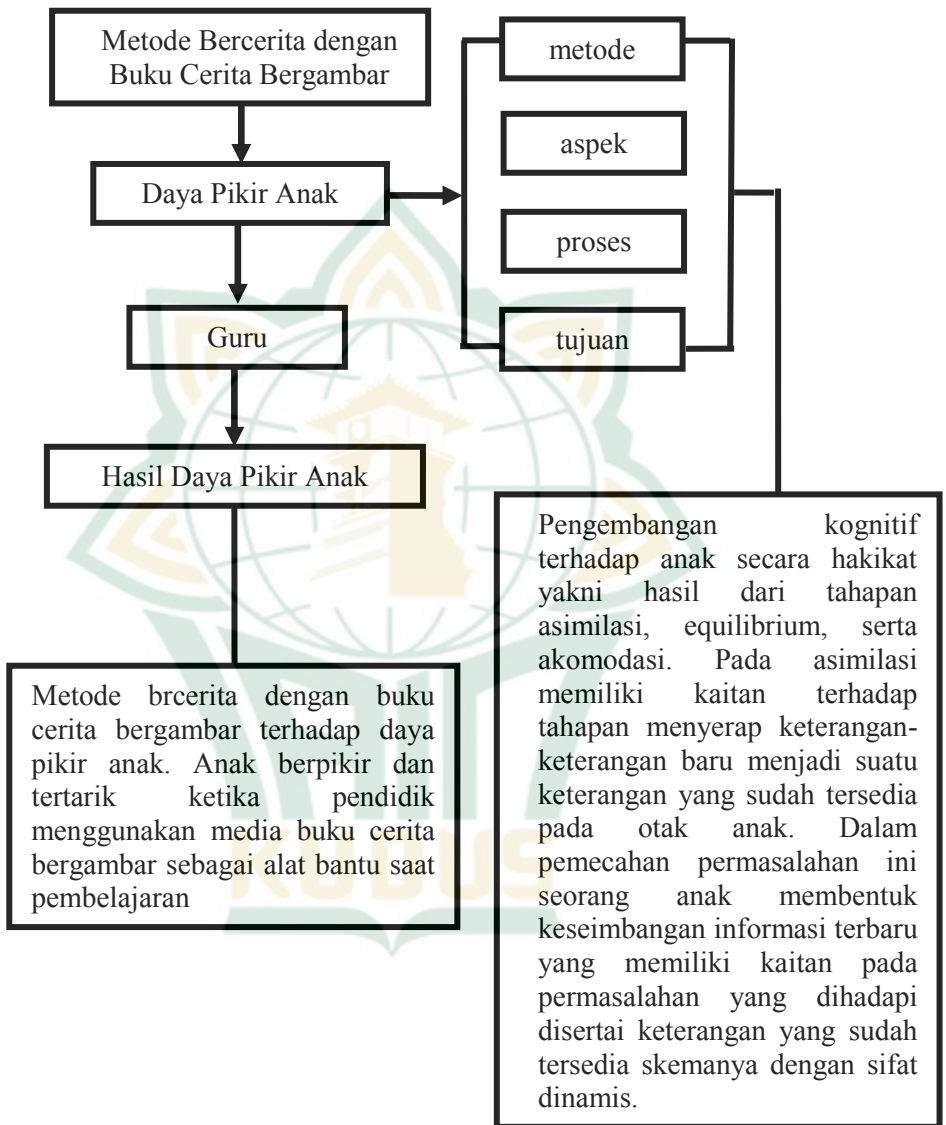 Metode Bercerita dengan
Buku Cerita Bergambar
Daya Pikir Anak
Guru
Hasil Daya Pikir Anak
Metode brcerita dengan buku
cerita bergambar terhadap daya
pikir anak. Anak berpikir dan
tertarik ketika pendidik
menggunakan media buku cerita
bergambar sebagai alat bantu saat
pembelajaran
metode
aspek
proses
tujuan
Pengembangan kognitif
terhadap anak secara hakikat
yakni hasil dari tahapan
asimilasi, equilibrium, serta
akomodasi. Pada asimilasi
memiliki kaitan terhadap
tahapan menyerap keterangan-
keterangan baru menjadi suatu
keterangan yang sudah tersedia
pada otak anak. Dalam
pemecahan permasalahan ini
seorang anak membentuk
keseimbangan informasi terbaru
yang memiliki kaitan pada
permasalahan yang dihadapi
disertai keterangan yang sudah
tersedia skemanya dengan sifat
dinamis.
KUDUS